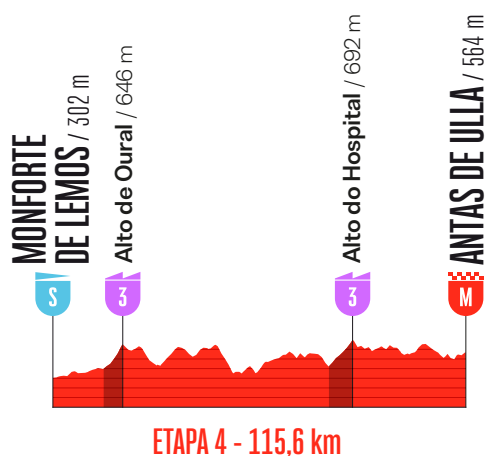 MONFORTE
DE LEMOS / 302 m
Alto de Oural / 646 m
Alto do Hospital / 692 m
ANTAS DE ULLA / 564 m
S
3
3
M
ETAPA 4 - 115,6 km